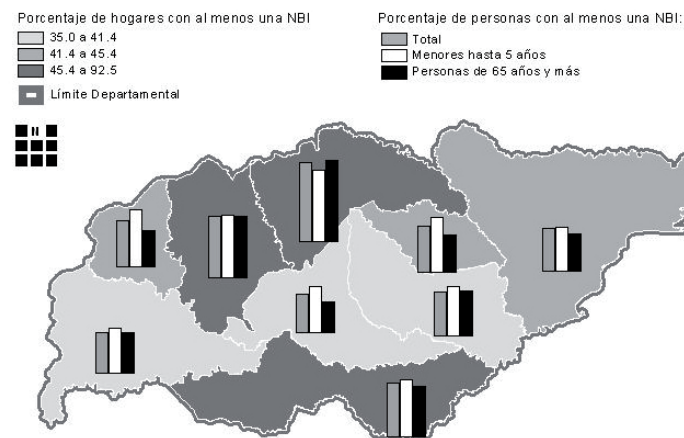 Porcentaje de hogares con al menos una NBI
35.0 a 41.4
41.4 a 45.4
45.4 a 92.5
Límite Departamental
N
Porcentaje de personas con al menos una NBI:
Total
Menores hasta 5 años
Personas de 65 años y más